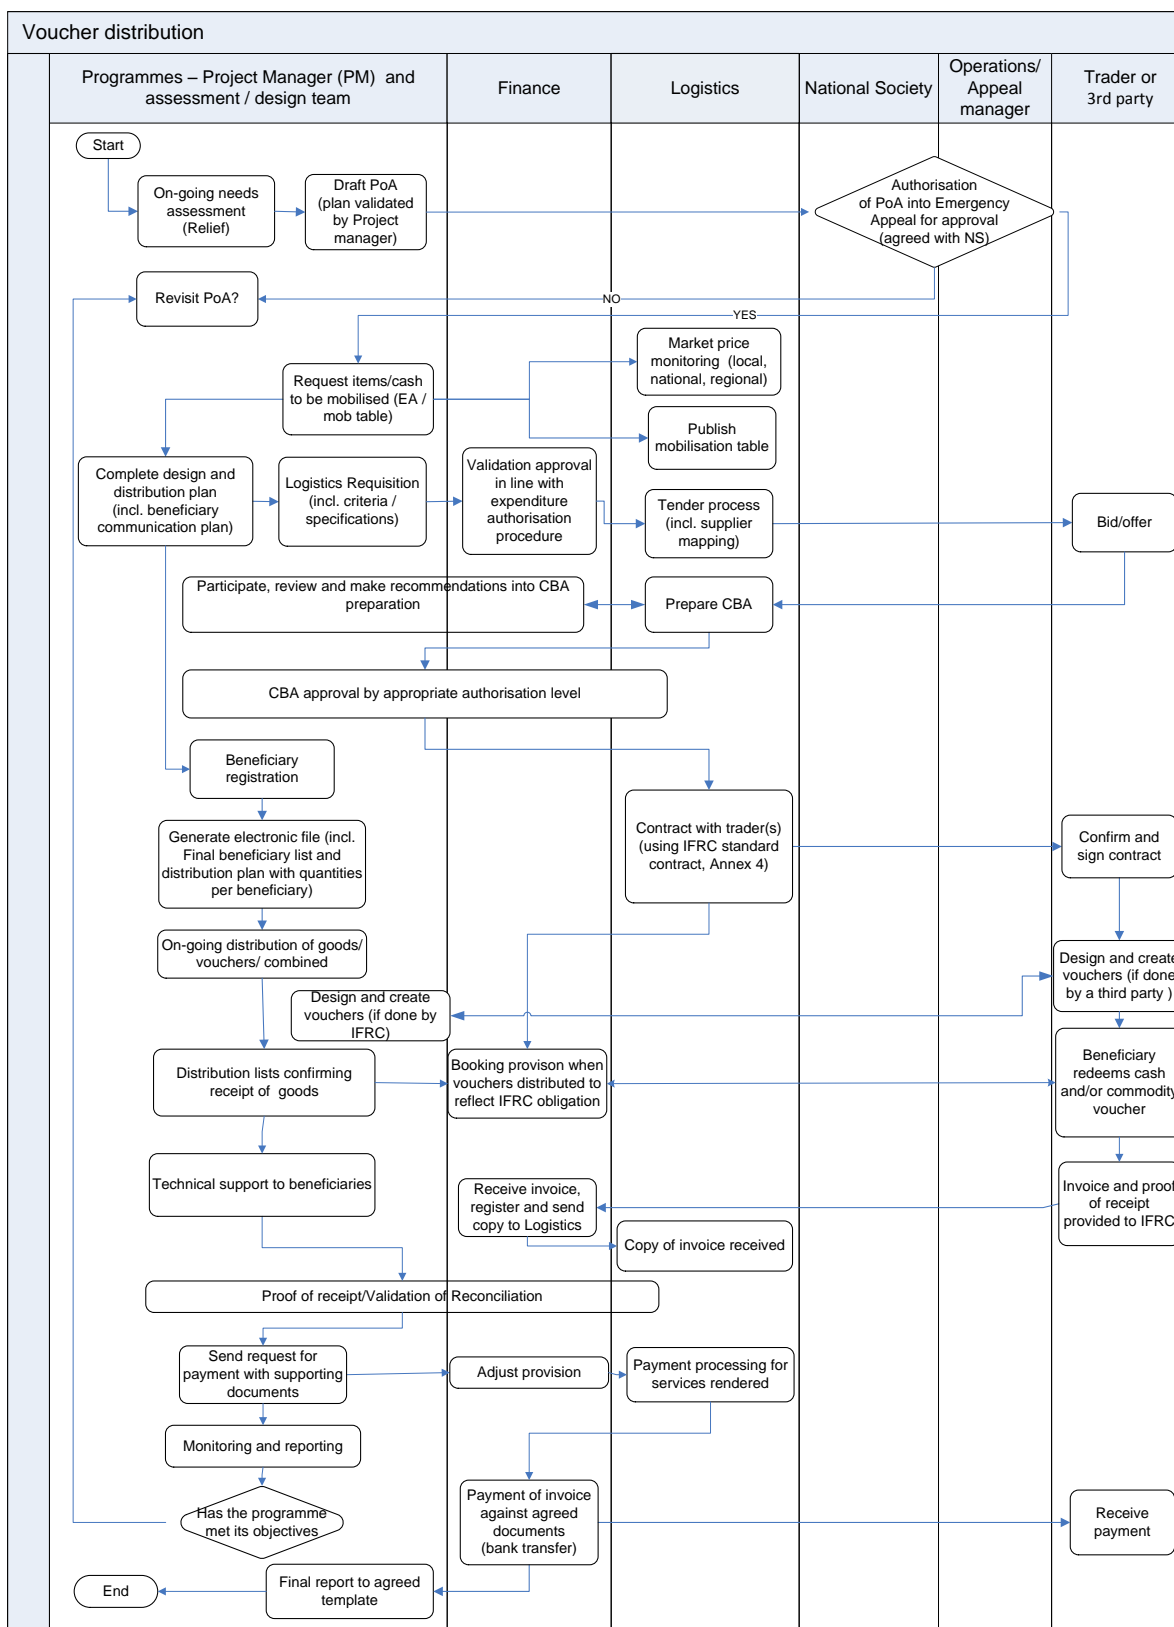 Voucher distribution
Programmes – Project Manager (PM)  and
assessment / design team
Finance
Logistics
National Society
Operations/
Appeal
manager
Trader or
3rd party
Start
On-going needs
assessment
(Relief)
Draft PoA
(plan validated
by Project
manager)
Authorisation
of PoA into Emergency
Appeal for approval
(agreed with NS)
Revisit PoA?
NO
YES
Market price
monitoring  (local,
national, regional)
Request items/cash
to be mobilised (EA /
mob table)
Publish
mobilisation table
Complete design and
distribution plan
(incl. beneficiary
communication plan)
Logistics Requisition
(incl. criteria /
specifications)
Validation approval
in line with
expenditure
authorisation
procedure
Tender process
(incl. supplier
mapping)
Bid/offer
Participate, review and make recommendations into CBA
preparation
Prepare CBA
CBA approval by appropriate authorisation level
Beneficiary
registration
Generate electronic file (incl.
Final beneficiary list and
distribution plan with quantities
per beneficiary)
Contract with trader(s)
(using IFRC standard
contract, Annex 4)
Confirm and
sign contract
On-going distribution of goods/
vouchers/ combined
Design and create
vouchers (if done
by a third party )
Design and create
vouchers (if done by
IFRC)
Distribution lists confirming
receipt of  goods
Booking provison when
vouchers distributed to
reflect IFRC obligation
Beneficiary
redeems cash
and/or commodity
voucher
Technical support to beneficiaries
Receive invoice,
register and send
copy to Logistics
Invoice and proof
of receipt
provided to IFRC
Copy of invoice received
Proof of receipt/Validation of Reconciliation
Send request for
payment with supporting
documents
Adjust provision
Payment processing for
services rendered
Monitoring and reporting
Has the programme
met its objectives
Payment of invoice
against agreed
documents
(bank transfer)
Receive
payment
End
Final report to agreed
template